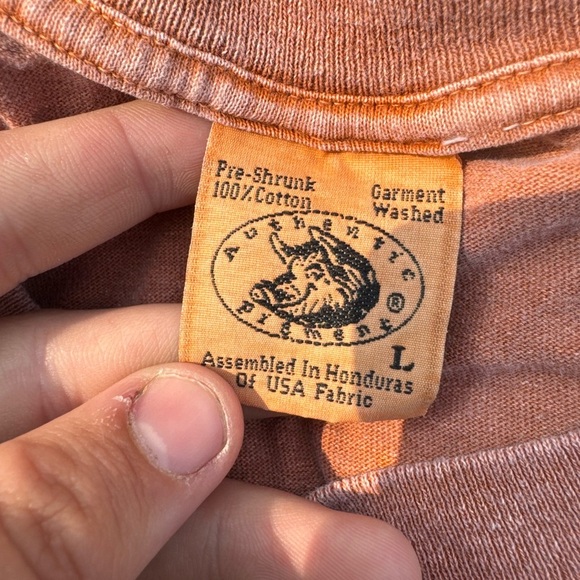 Pre-Shrunk
100% Cotton
Garment
Washed
Authentic
Pigment®
L
Assembled In Honduras
Of USA Fabric